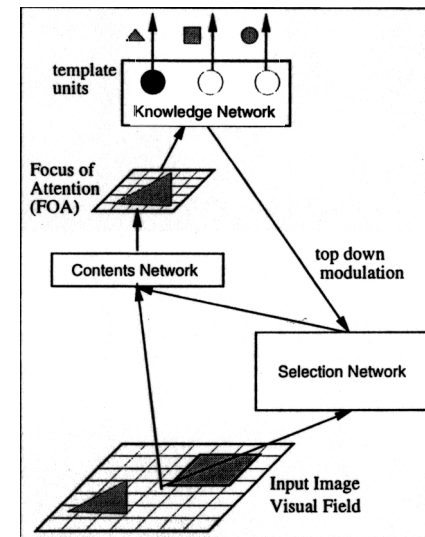 template
units
Knowledge Network
Focus of
Attention
(FOA)
Contents Network
top down
modulation
Selection Network
Input Image
Visual Field